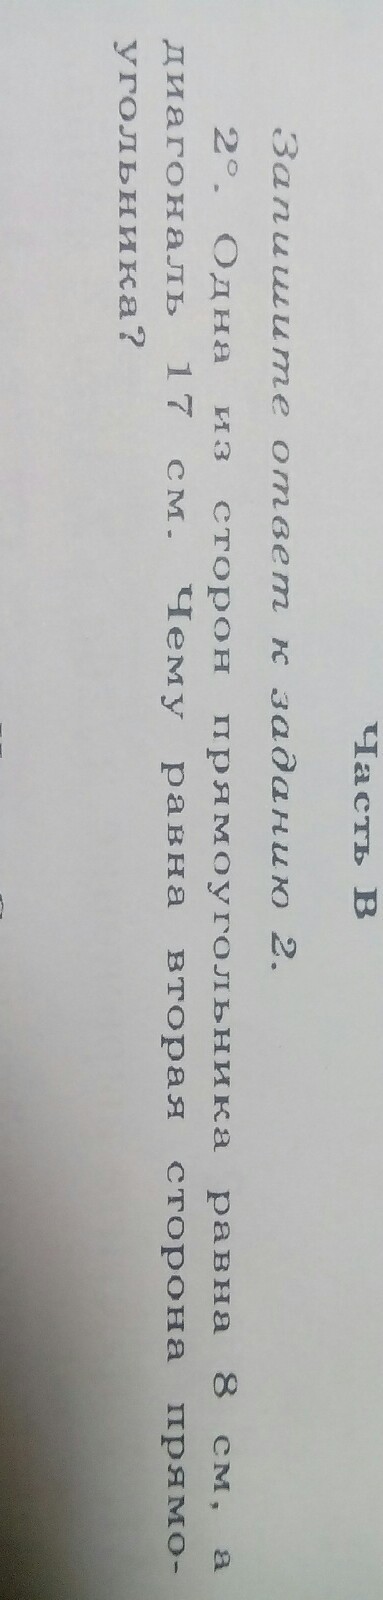 Часть В
Запишите ответ к заданию 2.
2°. Одна из сторон прямоугольника равна 8 см, а
диагональ 17 см. Чему равна вторая сторона прямо-
угольника?